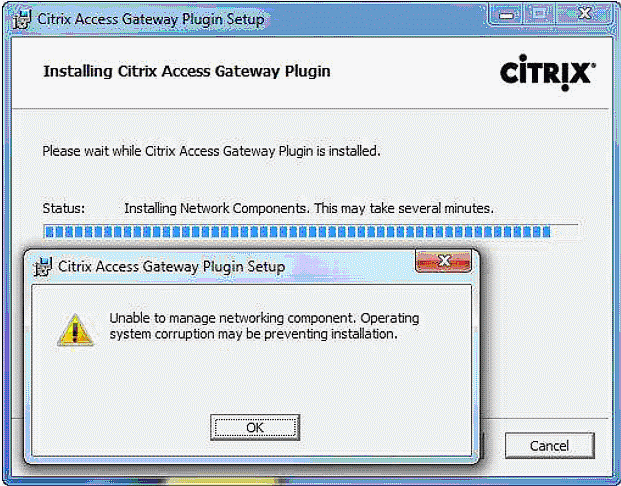 Citrix Access Gateway Plugin Setup
Installing Citrix Access Gateway Plugin
CITRIX®
Please wait while Citrix Access Gateway Plugin is installed.
Status: Installing Network Components. This may take several minutes.
Citrix Access Gateway Plugin Setup
Unable to manage networking component. Operating
system corruption may be preventing installation.
OK
Cancel